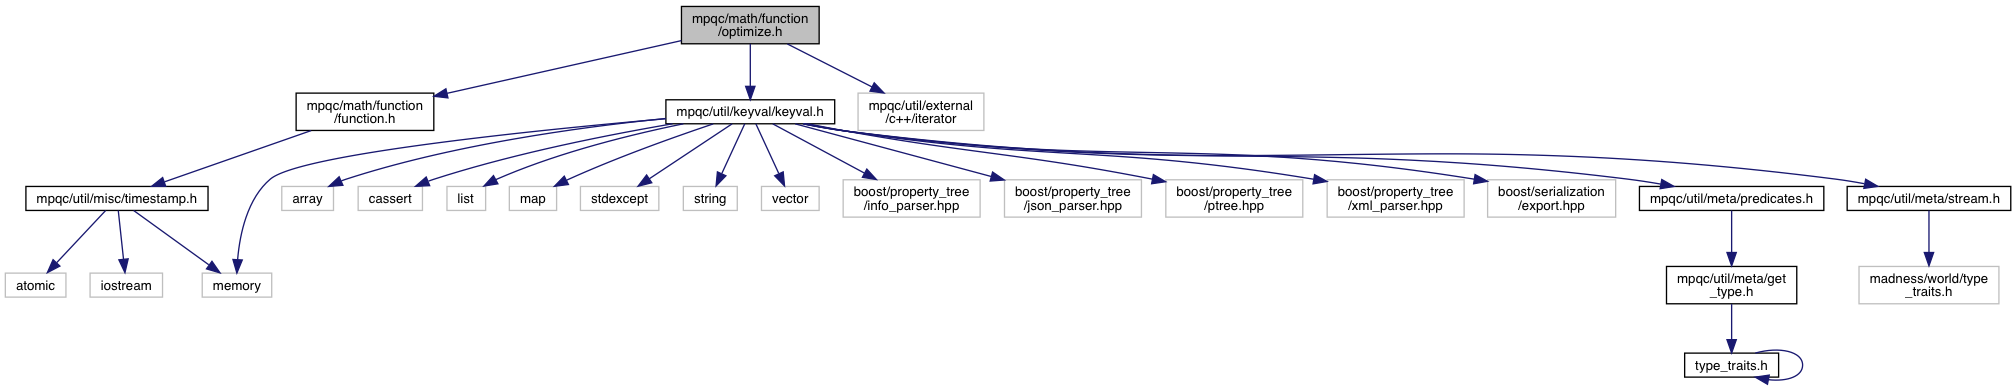 mpqc/math/function
/optimize.h
mpqc/math/function
/function.h
mpqc/util/keyval/keyval.h
mpqc/util/external
/c++/iterator
mpqc/util/misc/timestamp.h
array
cassert
list
map
stdexcept
string
vector
boost/property_tree
/info_parser.hpp
boost/property_tree
/json_parser.hpp
boost/property_tree
/ptree.hpp
boost/property_tree
/xml_parser.hpp
boost/serialization
/export.hpp
mpqc/util/meta/predicates.h
mpqc/util/meta/stream.h
atomic
iostream
memory
mpqc/util/meta/get
_type.h
madness/world/type
_traits.h
type_traits.h